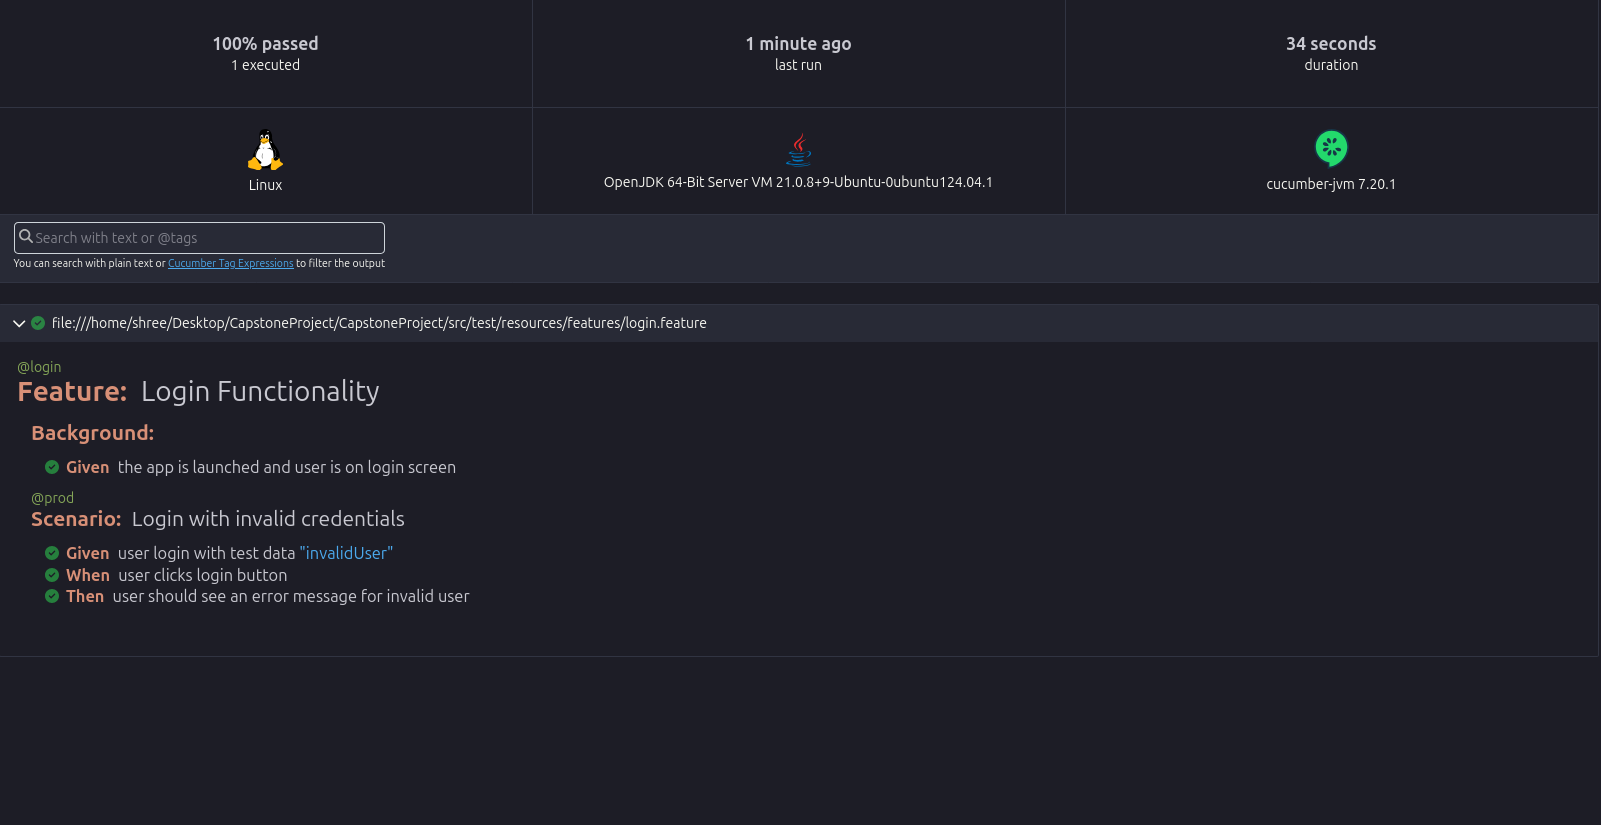 100% passed
1 executed
1 minute ago
last run
34 seconds
duration
Linux
OpenJDK 64-Bit Server VM 21.0.8+9-Ubuntu-0ubuntu124.04.1
cucumber-jvm 7.20.1
Search with text or @tags
You can search with plain text or Cucumber Tag Expressions to filter the output
file:///home/shree/Desktop/CapstoneProject/CapstoneProject/src/test/resources/features/login.feature
@login
Feature: Login Functionality
Background:
Given the app is launched and user is on login screen
@prod
Scenario: Login with invalid credentials
Given user login with test data "invalidUser"
When user clicks login button
Then user should see an error message for invalid user